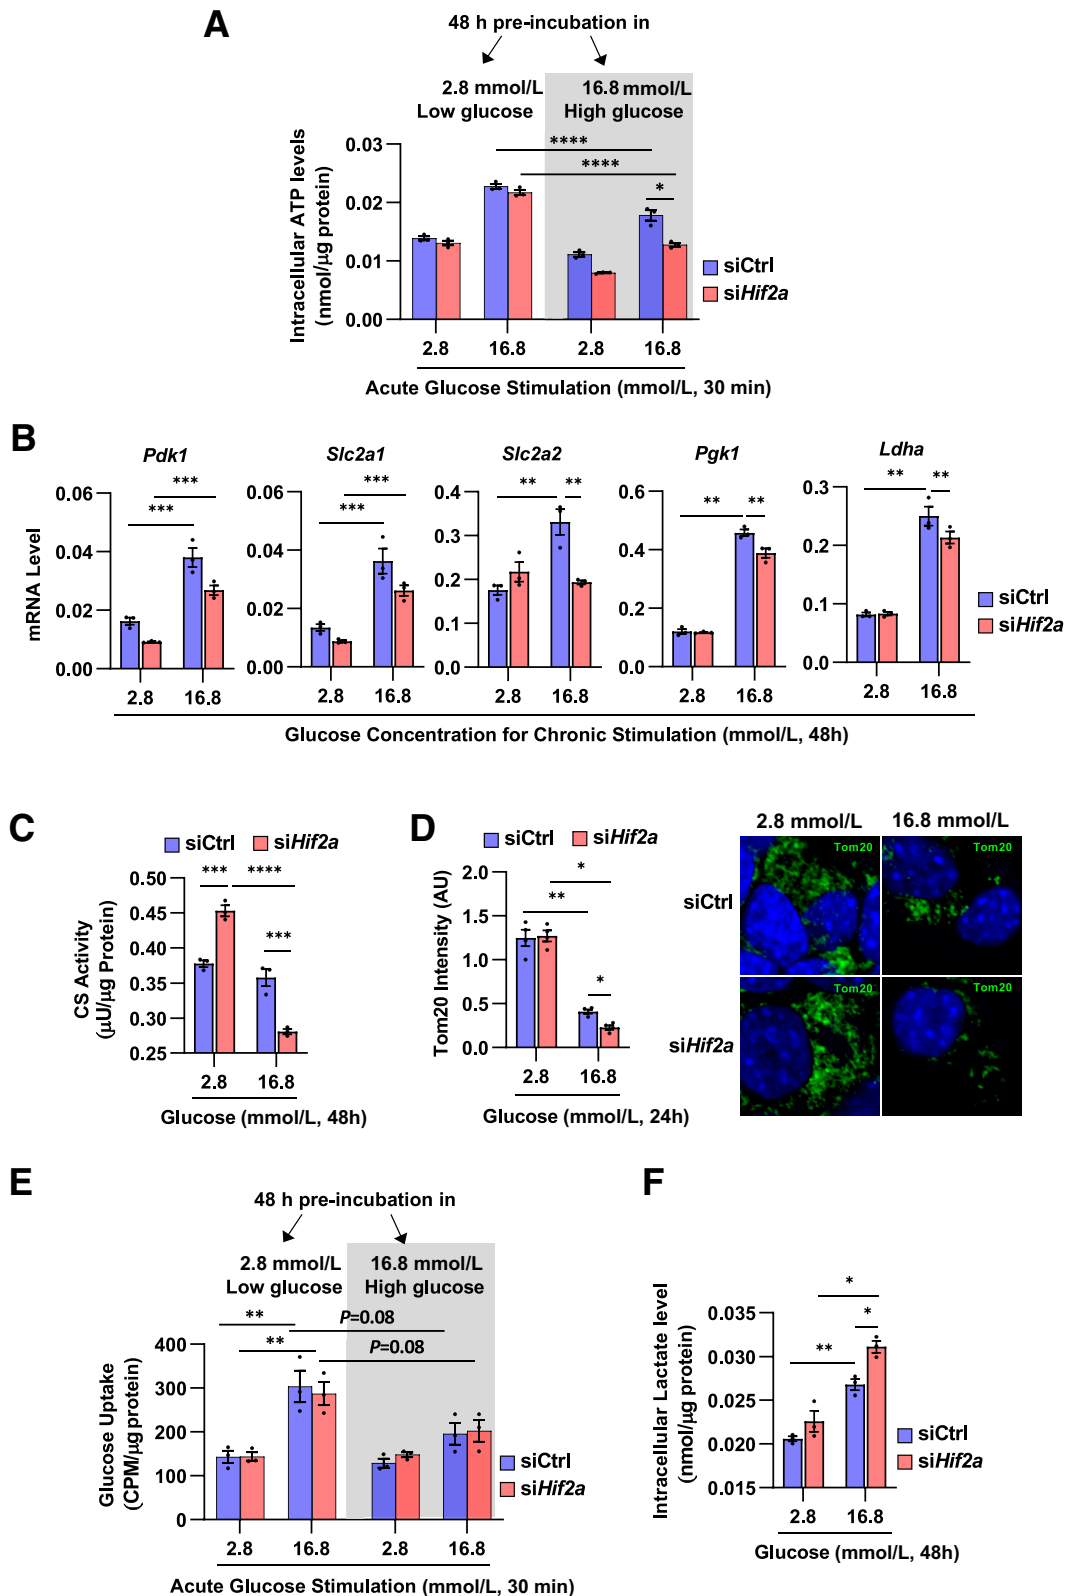 A
48 h pre-incubation in
2.8 mmol/L 16.8 mmol/L
Low glucose High glucose
Intracellular ATP levels
(nmol/µg protein)
0.03
0.02
0.01
0.00
**** 
****
*
siCtrl
siHif2a
2.8 16.8 2.8 16.8
Acute Glucose Stimulation (mmol/L, 30 min)
B
mRNA Level
Pdk1
0.06
0.04
0.02
0.00
***
***
2.8 16.8
Slc2a1
0.06
0.04
0.02
0.00
***
***
2.8 16.8
Slc2a2
0.4
0.3
0.2
0.1
0.0
** **
2.8 16.8
Pgk1
0.6
0.4
0.2
0.0
** **
2.8 16.8
Ldha
0.3
0.2
0.1
0.0
** **
2.8 16.8
siCtrl
siHif2a
Glucose Concentration for Chronic Stimulation (mmol/L, 48h)
C
siCtrl siHif2a
CS Activity
(µU/µg Protein)
0.50
0.45
0.40
0.35
0.30
0.25
*** ****
***
2.8 16.8
Glucose (mmol/L, 48h)
D
siCtrl siHif2a
Tom20 Intensity (AU)
2.0
1.5
1.0
0.5
0.0
*
**
*
2.8 16.8
Glucose (mmol/L, 24h)
2.8 mmol/L 16.8 mmol/L
siCtrl
Tom20 Tom20
siHif2a
Tom20 Tom20
E
48 h pre-incubation in
2.8 mmol/L 16.8 mmol/L
Low glucose High glucose
Glucose Uptake
(CPM/µg protein)
400
300
200
100
0
** P=0.08
** P=0.08
siCtrl
siHif2a
2.8 16.8 2.8 16.8
Acute Glucose Stimulation (mmol/L, 30 min)
F
Intracellular Lactate level
(nmol/µg protein)
0.035
0.030
0.025
0.020
0.015
*
*
**
siCtrl
siHif2a
2.8 16.8
Glucose (mmol/L, 48h)